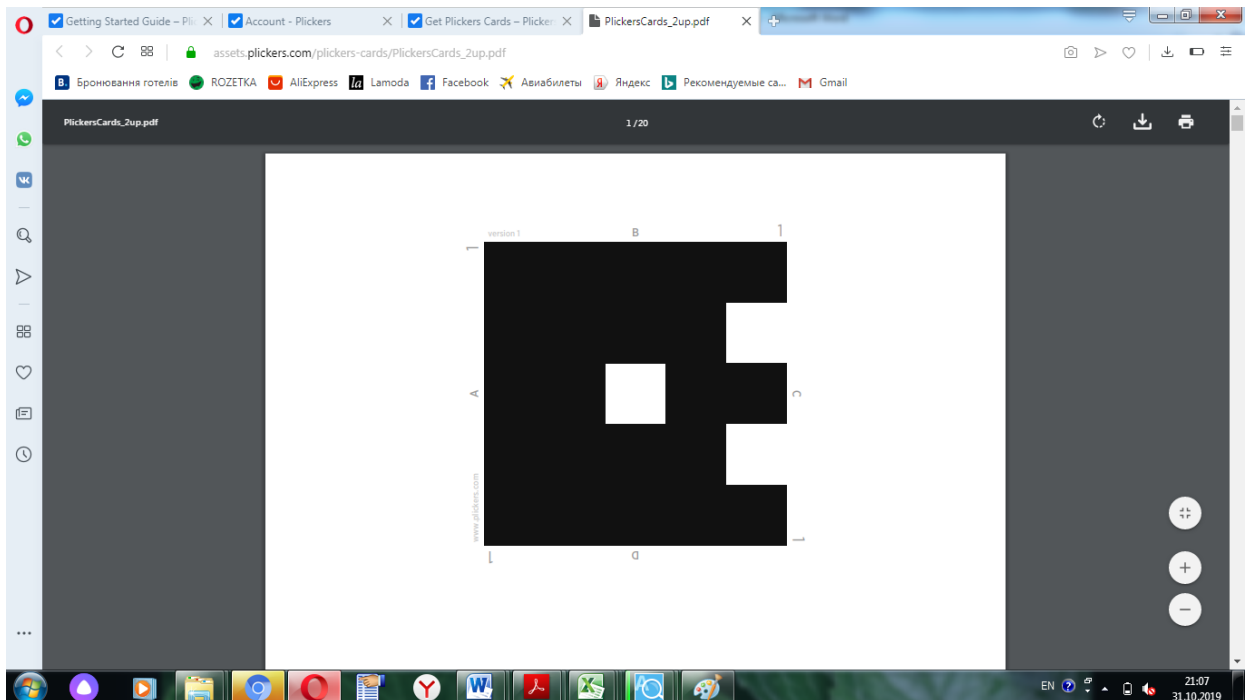 Getting Started Guide – Pli
Account - Plickers
Get Plickers Cards – Plicker
PlickersCards_2up.pdf
assets.plickers.com/plickers-cards/PlickersCards_2up.pdf
B. Бронювання готелів
ROZETKA
AliExpress
la Lamoda
Facebook
Авиабилеты
Я Яндекс
Рекомендуемые са...
M Gmail
PlickersCards_2up.pdf
1 / 20
version 1
B
1
1
A
C
www.plickers.com
1
D
1
EN
21:07
31.10.2019